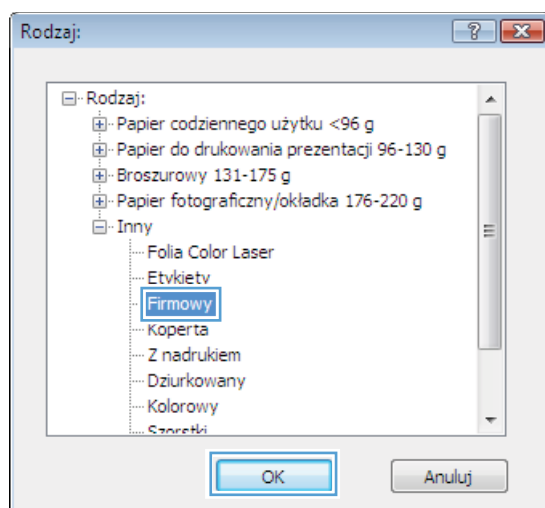 Rodzaj:
Rodzaj:
Papier codziennego użytku <96 g
Papier do drukowania prezentacji 96-130 g
Broszurowy 131-175 g
Papier fotograficzny/okładka 176-220 g
Inny
Folia Color Laser
Etykiety
Firmowy
Koperta
Z nadrukiem
Dziurkowany
Kolorowy
Szorstki
OK Anuluj